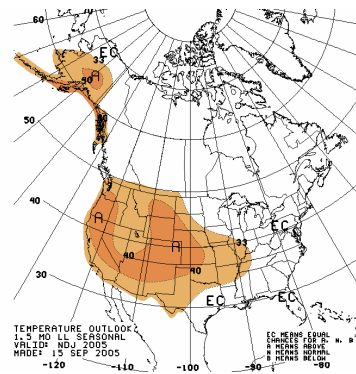 60
EC
33
A
50
40
50
40
A
A
33
EC
40
40
30
EC
EC
TEMPERATURE OUTLOOK
1.5 MO LL SEASONAL
VALID: NDJ 2005
MADE: 15 SEP 2005
EC MEANS EQUAL
CHANCES FOR A, N, B
A MEANS ABOVE
N MEANS NORMAL
B MEANS BELOW
-120
-110
-100
-90
-80